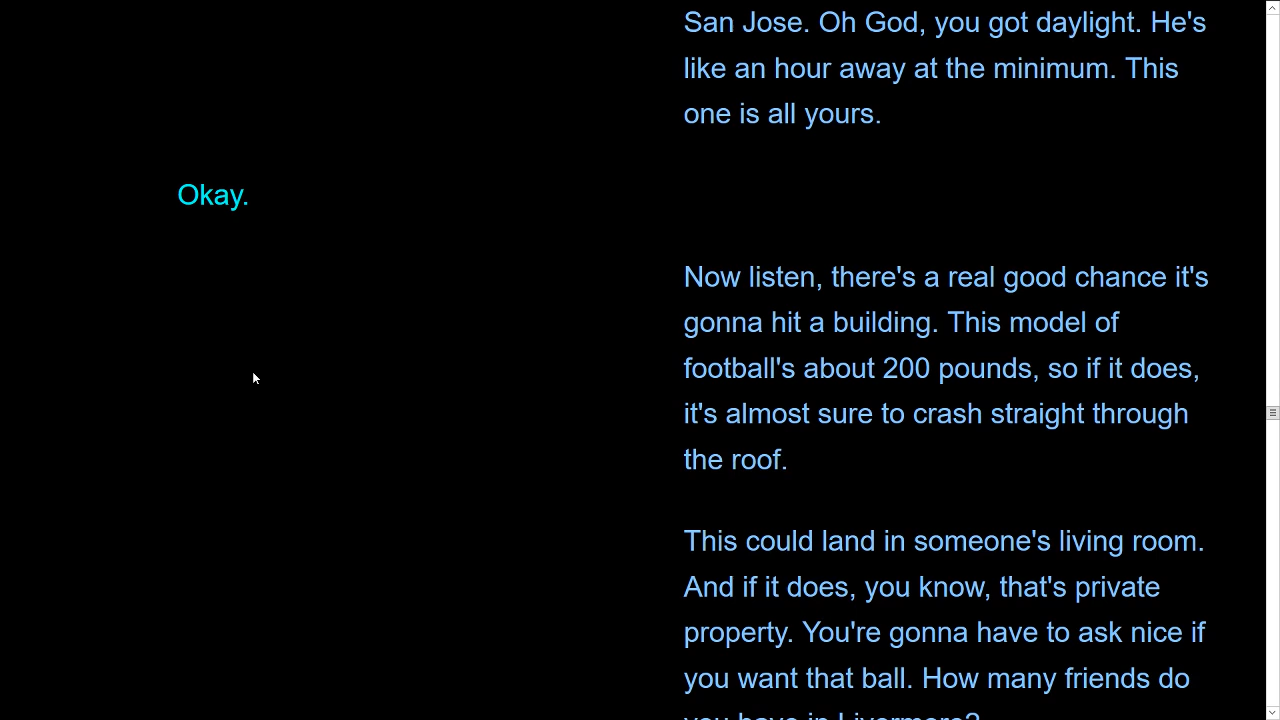 San Jose. Oh God, you got daylight. He's
like an hour away at the minimum. This
one is all yours.
Okay.
Now listen, there's a real good chance it's
gonna hit a building. This model of
football's about 200 pounds, so if it does,
it's almost sure to crash straight through
the roof.
This could land in someone's living room.
And if it does, you know, that's private
property. You're gonna have to ask nice if
you want that ball. How many friends do
you have in Livermore?